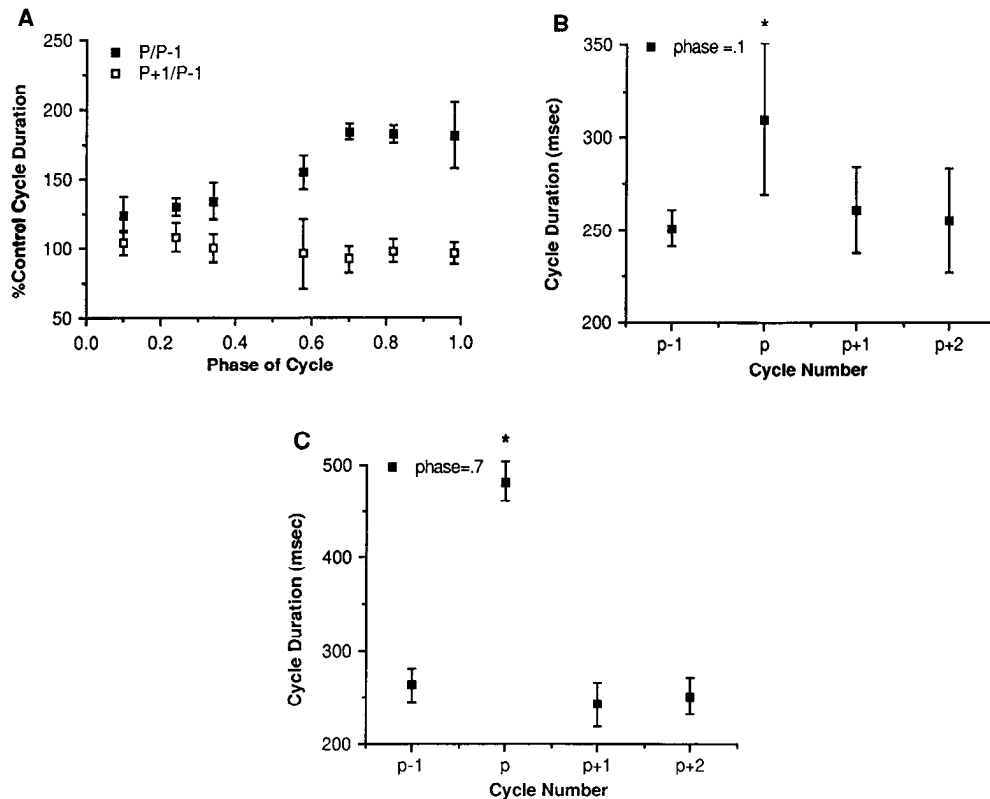 A
P/P-1
P+1/P-1
%Control Cycle Duration
250
200
150
100
50
0.0 0.2 0.4 0.6 0.8 1.0
Phase of Cycle
B
*
phase =.1
Cycle Duration (msec)
350
300
250
200
p-1 p p+1 p+2
Cycle Number
C
*
phase=.7
Cycle Duration (msec)
500
400
300
200
p-1 p p+1 p+2
Cycle Number